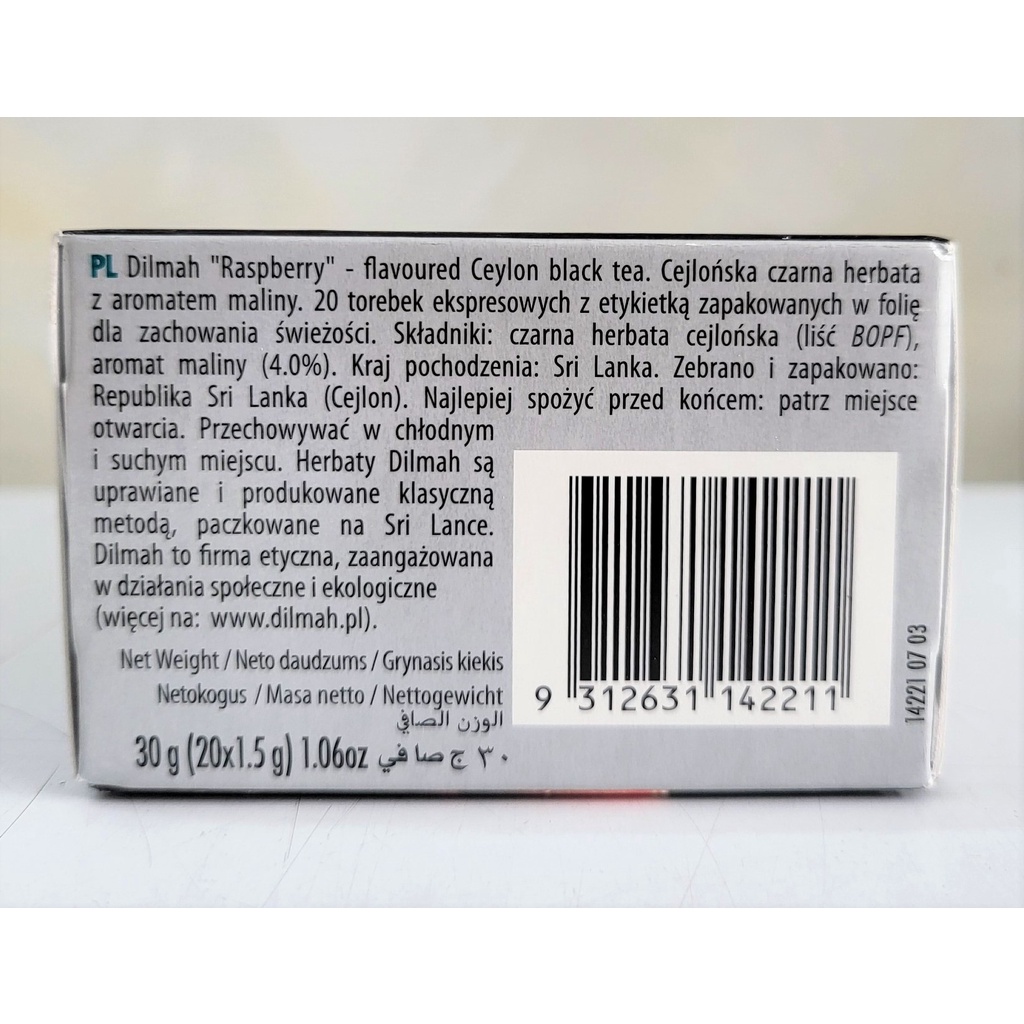 PL Dilmah "Raspberry" - flavoured Ceylon black tea. Cejlońska czarna herbata
z aromatem maliny. 20 torebek ekspresowych z etykietką zapakowanych w folię
dla zachowania świeżości. Składniki: czarna herbata cejlońska (liść BOPF),
aromat maliny (4.0%). Kraj pochodzenia: Sri Lanka. Zebrano i zapakowano:
Republika Sri Lanka (Cejlon). Najlepiej spożyć przed końcem: patrz miejsce
otwarcia. Przechowywać w chłodnym
i suchym miejscu. Herbaty Dilmah są
uprawiane i produkowane klasyczną
metodą, paczkowane na Sri Lance.
Dilmah to firma etyczna, zaangażowana
w działania społeczne i ekologiczne
(więcej na: www.dilmah.pl).
Net Weight / Neto daudzums / Grynasis kiekis
Netokogus / Masa netto / Nettogewicht
الوزن الصافي
30 g (20x1.5 g) 1.06oz ٣٠ ج صافي
9 312631 142211
14221 07 03